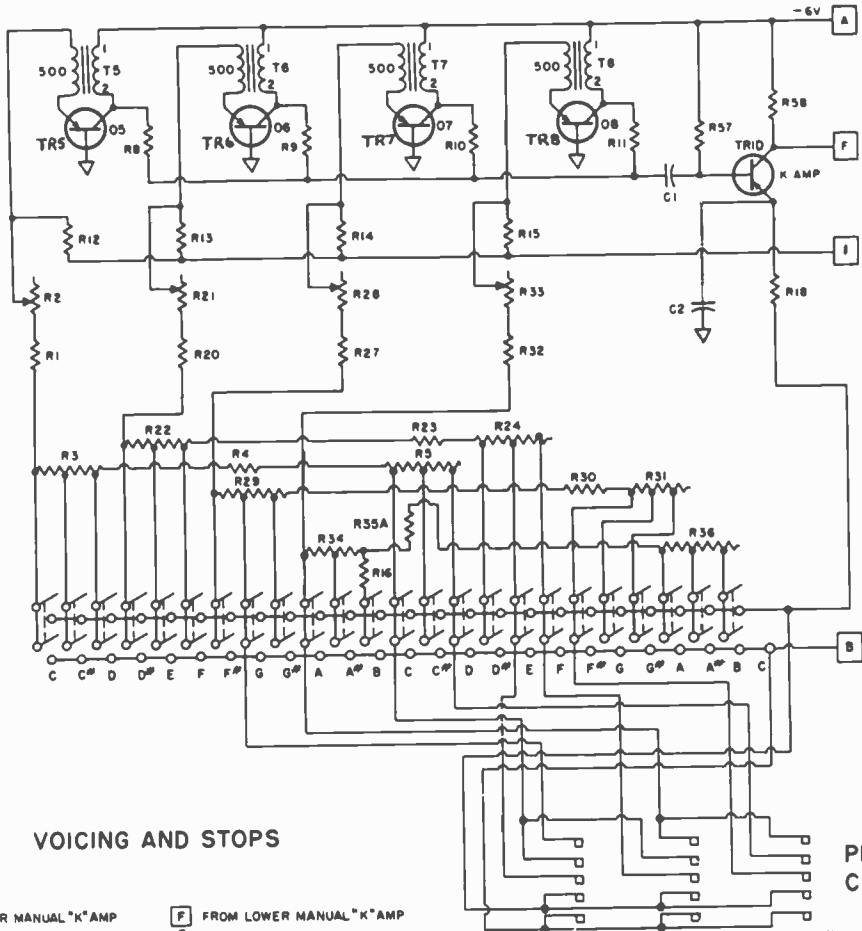 -6V A
500 1 T5 2
500 1 T6 2
500 1 T7 2
500 1 T8 2
TR5 05 R8
TR6 06 R9
TR7 07 R10
TR8 08 R11
R57 R58
TR10
K AMP
F
C1
R12 R13 R14 R15
I
R2 R21 R28 R33
C2 R18
R1 R20 R27 R32
R22 R23 R24
R3 R4 R5
R29 R30 R31
R35A
R34 R36
R16
B
C C# D D# E F F# G G# A A# B C C# D D# E F F# G G# A A# B C
VOICING AND STOPS
P
C
R MANUAL "K" AMP
F FROM LOWER MANUAL "K" AMP